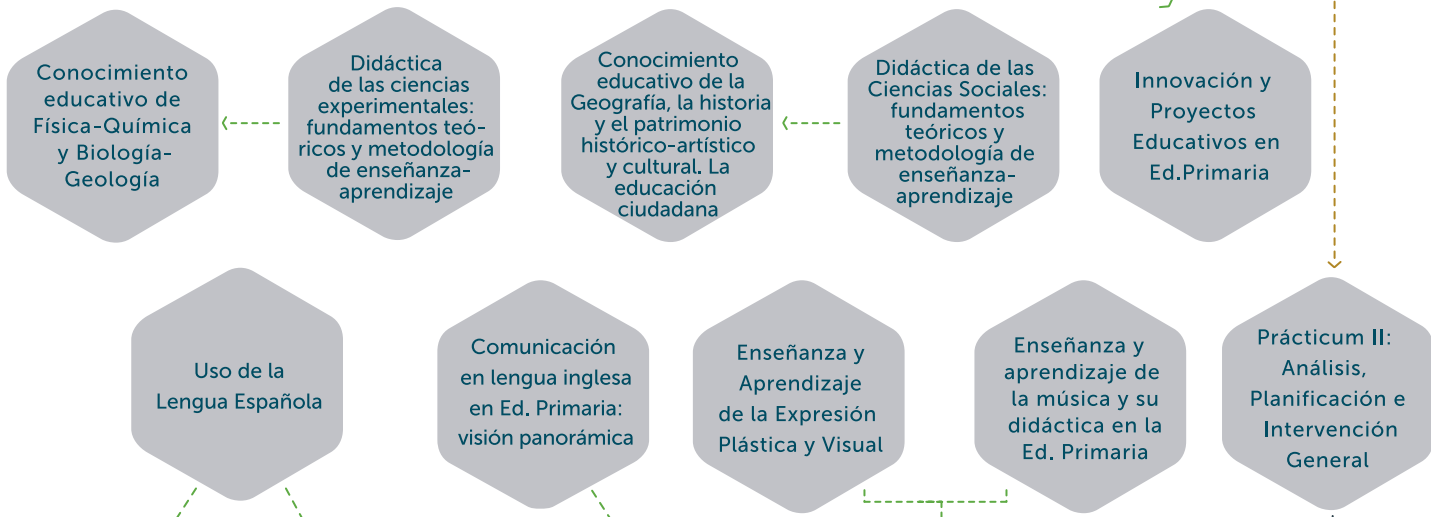 Conocimiento
educativo de
Física-Química
y Biología-
Geología
Didáctica
de las ciencias
experimentales:
fundamentos teó-
ricos y metodología
de enseñanza-
aprendizaje
Conocimiento
educativo de la
Geografía, la historia
y el patrimonio
histórico-artístico
y cultural. La
educación
ciudadana
Didáctica de las
Ciencias Sociales:
fundamentos
teóricos y
metodología de
enseñanza-
aprendizaje
Innovación y
Proyectos
Educativos en
Ed.Primaria
Uso de la
Lengua Española
Comunicación
en lengua inglesa
en Ed. Primaria:
visión panorámica
Enseñanza y
Aprendizaje
de la Expresión
Plástica y Visual
Enseñanza y
aprendizaje de
la música y su
didáctica en la
Ed. Primaria
Prácticum II:
Análisis,
Planificación e
Intervención
General